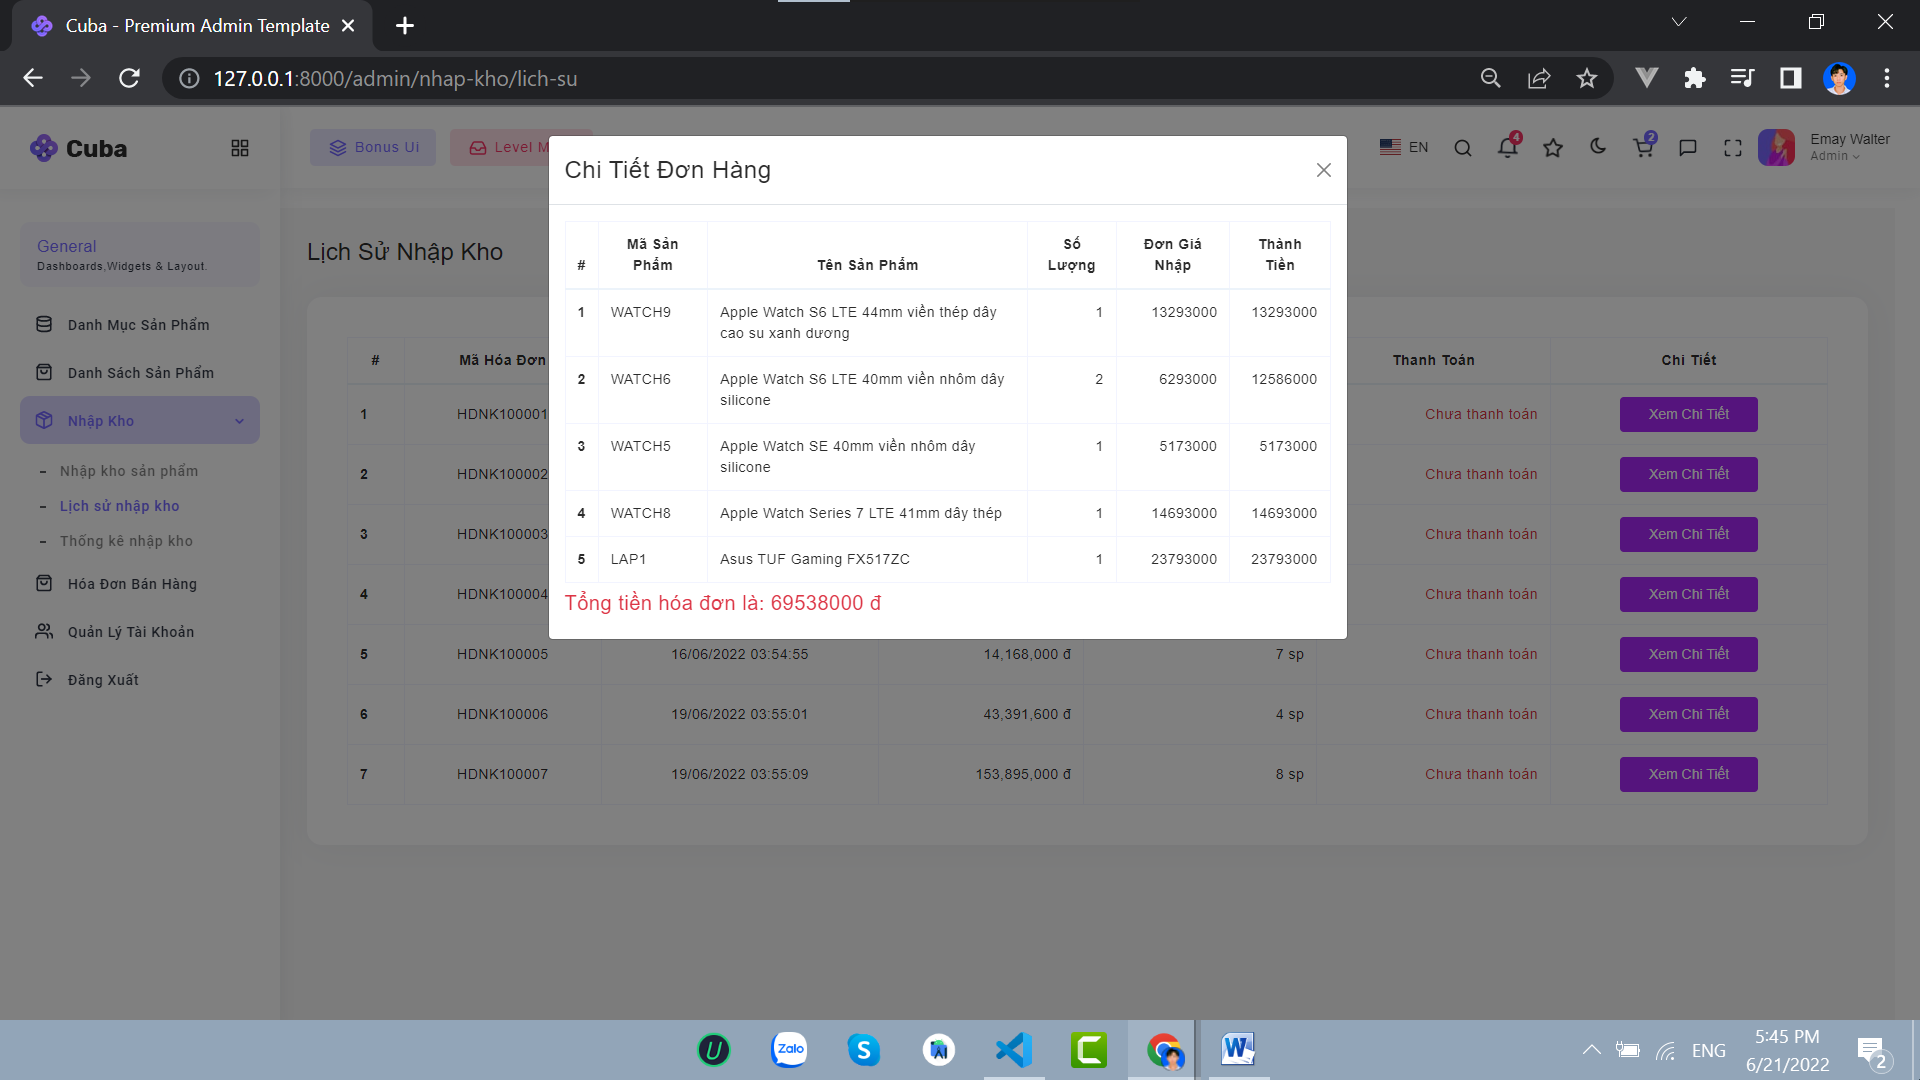 Cuba - Premium Admin Template
127.0.0.1:8000/admin/nhap-kho/lich-su
Cuba
Bonus Ui
Level M
EN
4
2
Emay Walter
Admin
General
Dashboards,Widgets & Layout.
Danh Mục Sản Phẩm
Danh Sách Sản Phẩm
Nhập Kho
- Nhập kho sản phẩm
- Lịch sử nhập kho
- Thống kê nhập kho
Hóa Đơn Bán Hàng
Quản Lý Tài Khoản
Đăng Xuất
Lịch Sử Nhập Kho
Chi Tiết Đơn Hàng
# Mã Sản Phẩm Tên Sản Phẩm Số Lượng Đơn Giá Nhập Thành Tiền
1 WATCH9 Apple Watch S6 LTE 44mm viền thép dây 1 13293000 13293000
cao su xanh dương
2 WATCH6 Apple Watch S6 LTE 40mm viền nhôm dây 2 6293000 12586000
silicone
3 WATCH5 Apple Watch SE 40mm viền nhôm dây 1 5173000 5173000
silicone
4 WATCH8 Apple Watch Series 7 LTE 41mm dây thép 1 14693000 14693000
5 LAP1 Asus TUF Gaming FX517ZC 1 23793000 23793000
Tổng tiền hóa đơn là: 69538000 đ
# Mã Hóa Đơn Thanh Toán Chi Tiết
1 HDNK100001 Chưa thanh toán Xem Chi Tiết
2 HDNK100002 Chưa thanh toán Xem Chi Tiết
3 HDNK100003 Chưa thanh toán Xem Chi Tiết
4 HDNK100004 Chưa thanh toán Xem Chi Tiết
5 HDNK100005 16/06/2022 03:54:55 14,168,000 đ 7 sp Chưa thanh toán Xem Chi Tiết
6 HDNK100006 19/06/2022 03:55:01 43,391,600 đ 4 sp Chưa thanh toán Xem Chi Tiết
7 HDNK100007 19/06/2022 03:55:09 153,895,000 đ 8 sp Chưa thanh toán Xem Chi Tiết
U
Zalo
S
C
W
ENG
5:45 PM
6/21/2022
2